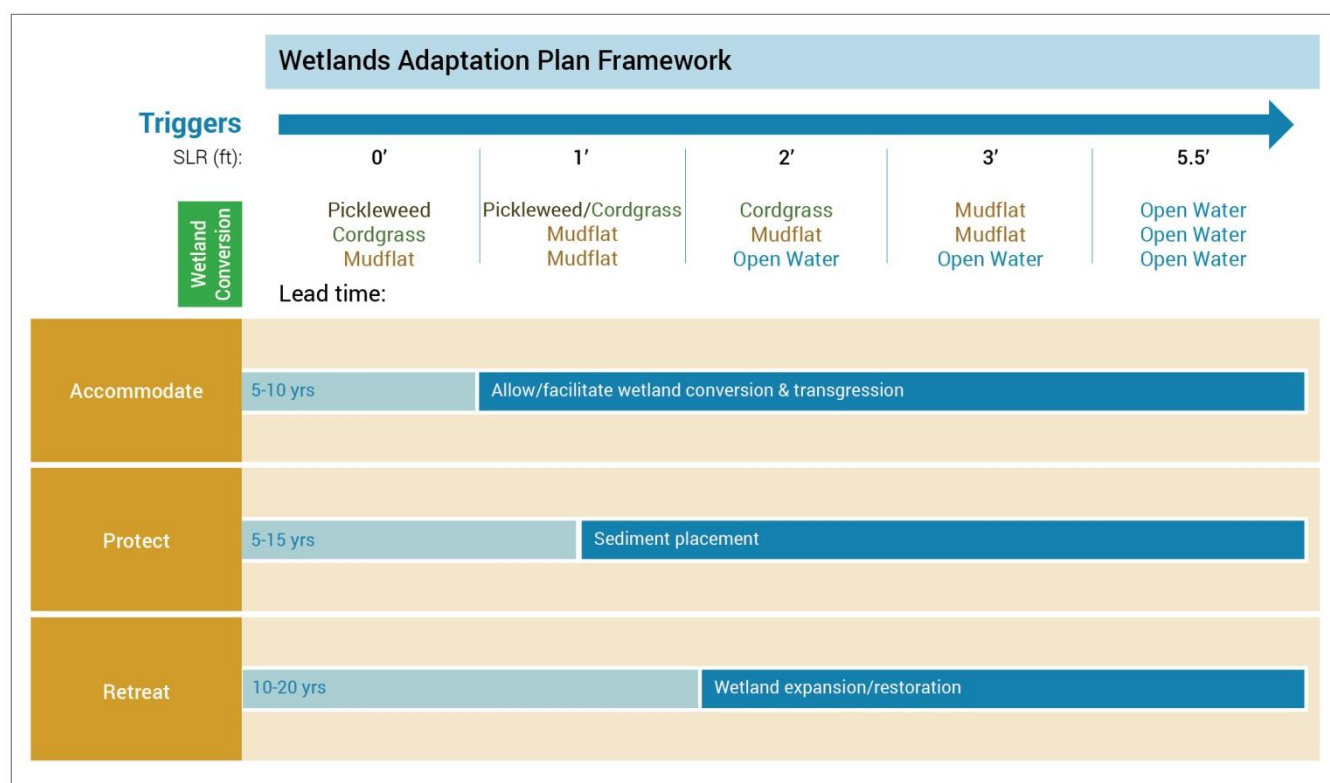 Wetlands Adaptation Plan Framework
Triggers
SLR (ft):
0’
1’
2’
3’
5.5’
Wetland
Conversion
Pickleweed
Cordgrass
Mudflat
Pickleweed/Cordgrass
Mudflat
Mudflat
Cordgrass
Mudflat
Open Water
Mudflat
Mudflat
Open Water
Open Water
Open Water
Open Water
Lead time:
Accommodate
5-10 yrs
Allow/facilitate wetland conversion & transgression
Protect
5-15 yrs
Sediment placement
Retreat
10-20 yrs
Wetland expansion/restoration